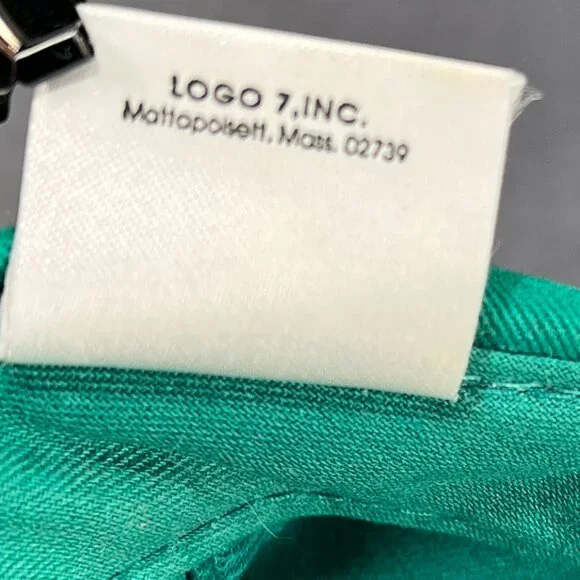 LOGO 7, INC.
Mattapoisett, Mass. 02739